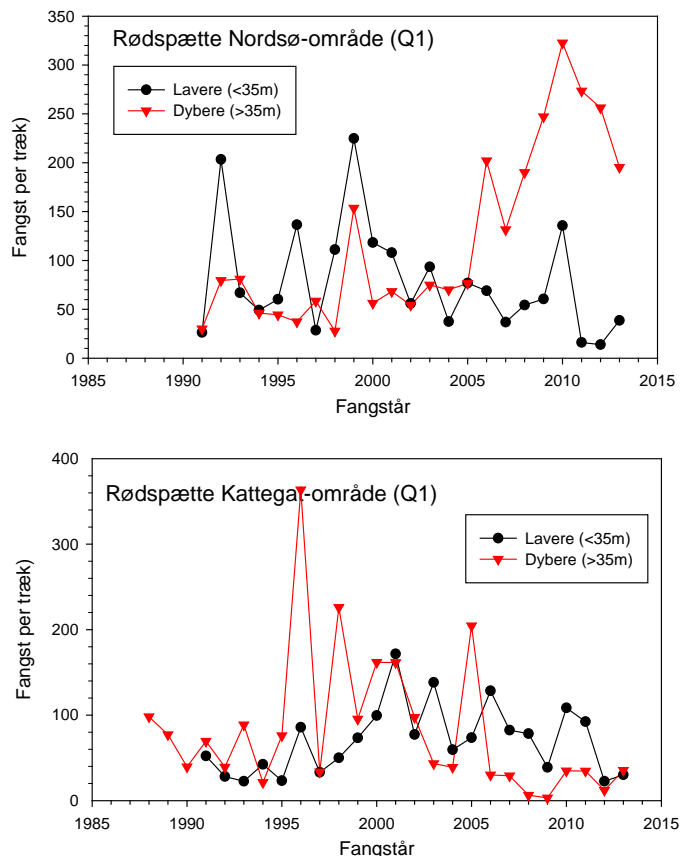 Rødspætte Nordsø-område (Q1)
Lavere (<35m)
Dybere (>35m)
Fangst per træk
350
300
250
200
150
100
50
0
1985 1990 1995 2000 2005 2010 2015
Fangstår
Rødspætte Kattegat-område (Q1)
Lavere (<35m)
Dybere (>35m)
Fangst per træk
400
300
200
100
0
1985 1990 1995 2000 2005 2010 2015
Fangstår